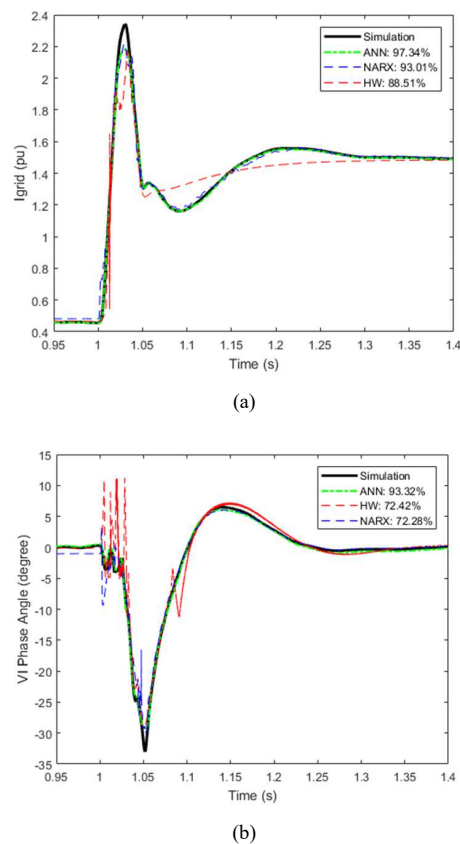 2.4
2.2
2
1.8
1.6
1.4
1.2
1
0.8
0.6
0.4
Igrid (pu)
Simulation
ANN: 97.34%
NARX: 93.01%
HW: 88.51%
0.95 1 1.05 1.1 1.15 1.2 1.25 1.3 1.35 1.4
Time (s)
(a)
15
10
5
0
-5
-10
-15
-20
-25
-30
-35
VI Phase Angle (degree)
Simulation
ANN: 93.32%
HW: 72.42%
NARX: 72.28%
0.95 1 1.05 1.1 1.15 1.2 1.25 1.3 1.35 1.4
Time (s)
(b)